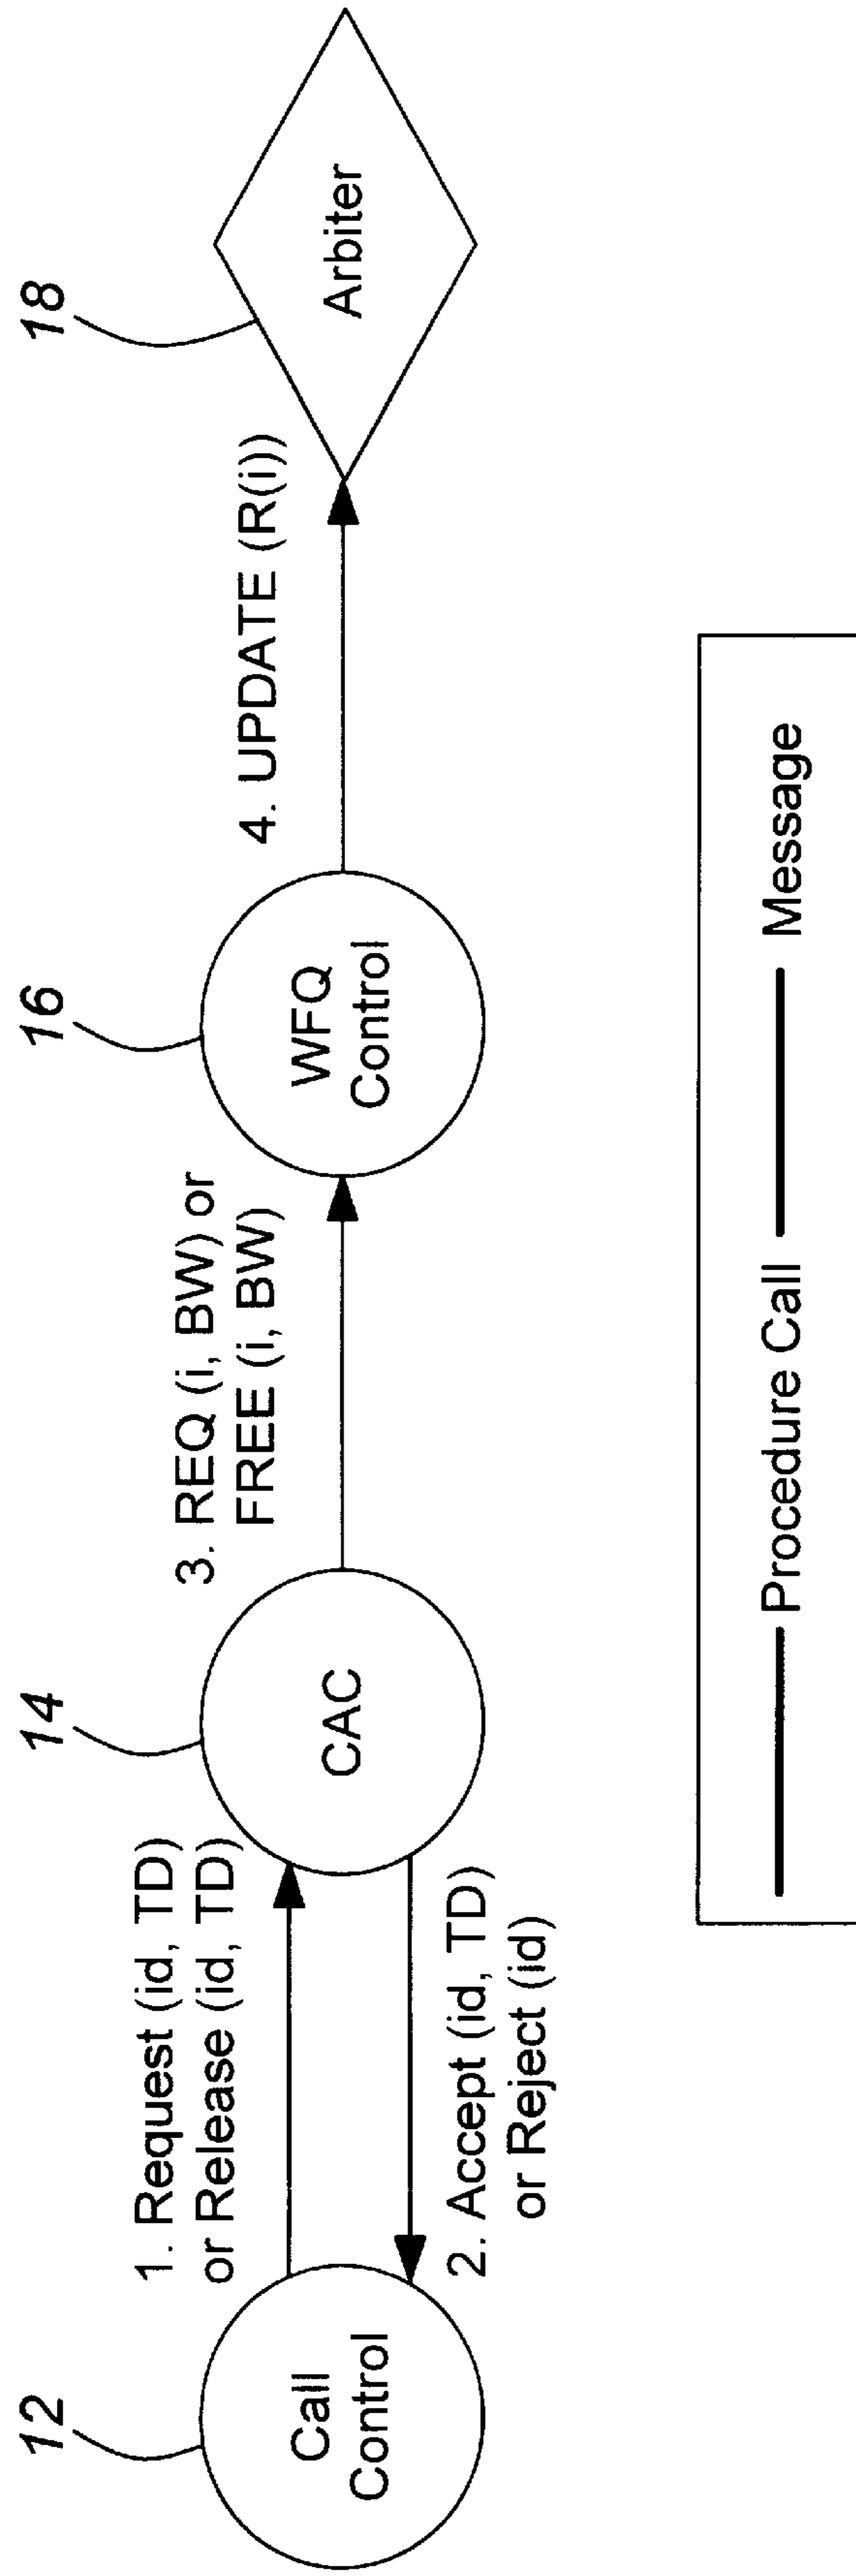 12
14
16
18
Call
Control
1. Request (id, TD)
or Release (id, TD)
2. Accept (id, TD)
or Reject (id)
CAC
3. REQ (i, BW) or
FREE (i, BW)
WFQ
Control
4. UPDATE (R(i))
Arbiter
Procedure Call
Message